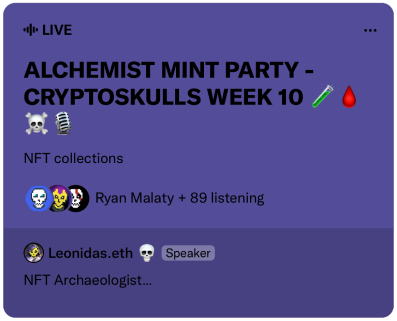 LIVE
ALCHEMIST MINT PARTY -
CRYPTOSKULLS WEEK 10 🧪🩸
☠️🎙️
NFT collections
Ryan Malaty + 89 listening
Leonidas.eth 💀 Speaker
NFT Archaeologist...